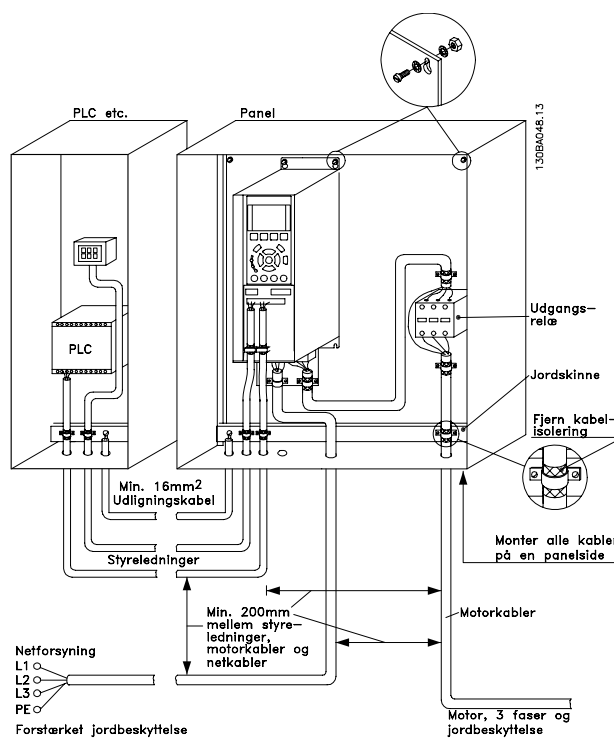 PLC etc.
Panel
130BA048.13
PLC
Udgangs-
relæ
Jordskinne
Fjern kabel-
isolering
Min. 16mm2
Udligningskabel
Monter alle kabler
på en panelside
Styreledninger
Min. 200mm
mellem styre-
ledninger,
motorkabler og
netkabler
Motorkabler
Netforsyning
L1
L2
L3
PE
Forstærket jordbeskyttelse
Motor, 3 faser og
jordbeskyttelse